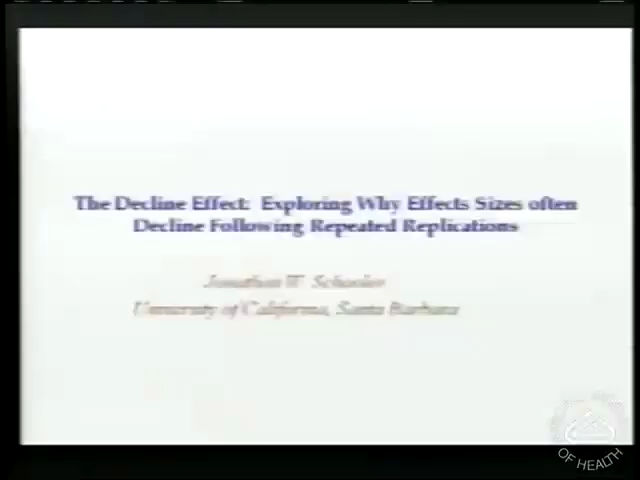 The Decline Effect: Exploring Why Effects Sizes often
Decline Following Repeated Replications
Jonathan W. Schooler
University of California, Santa Barbara
OF HEALTH